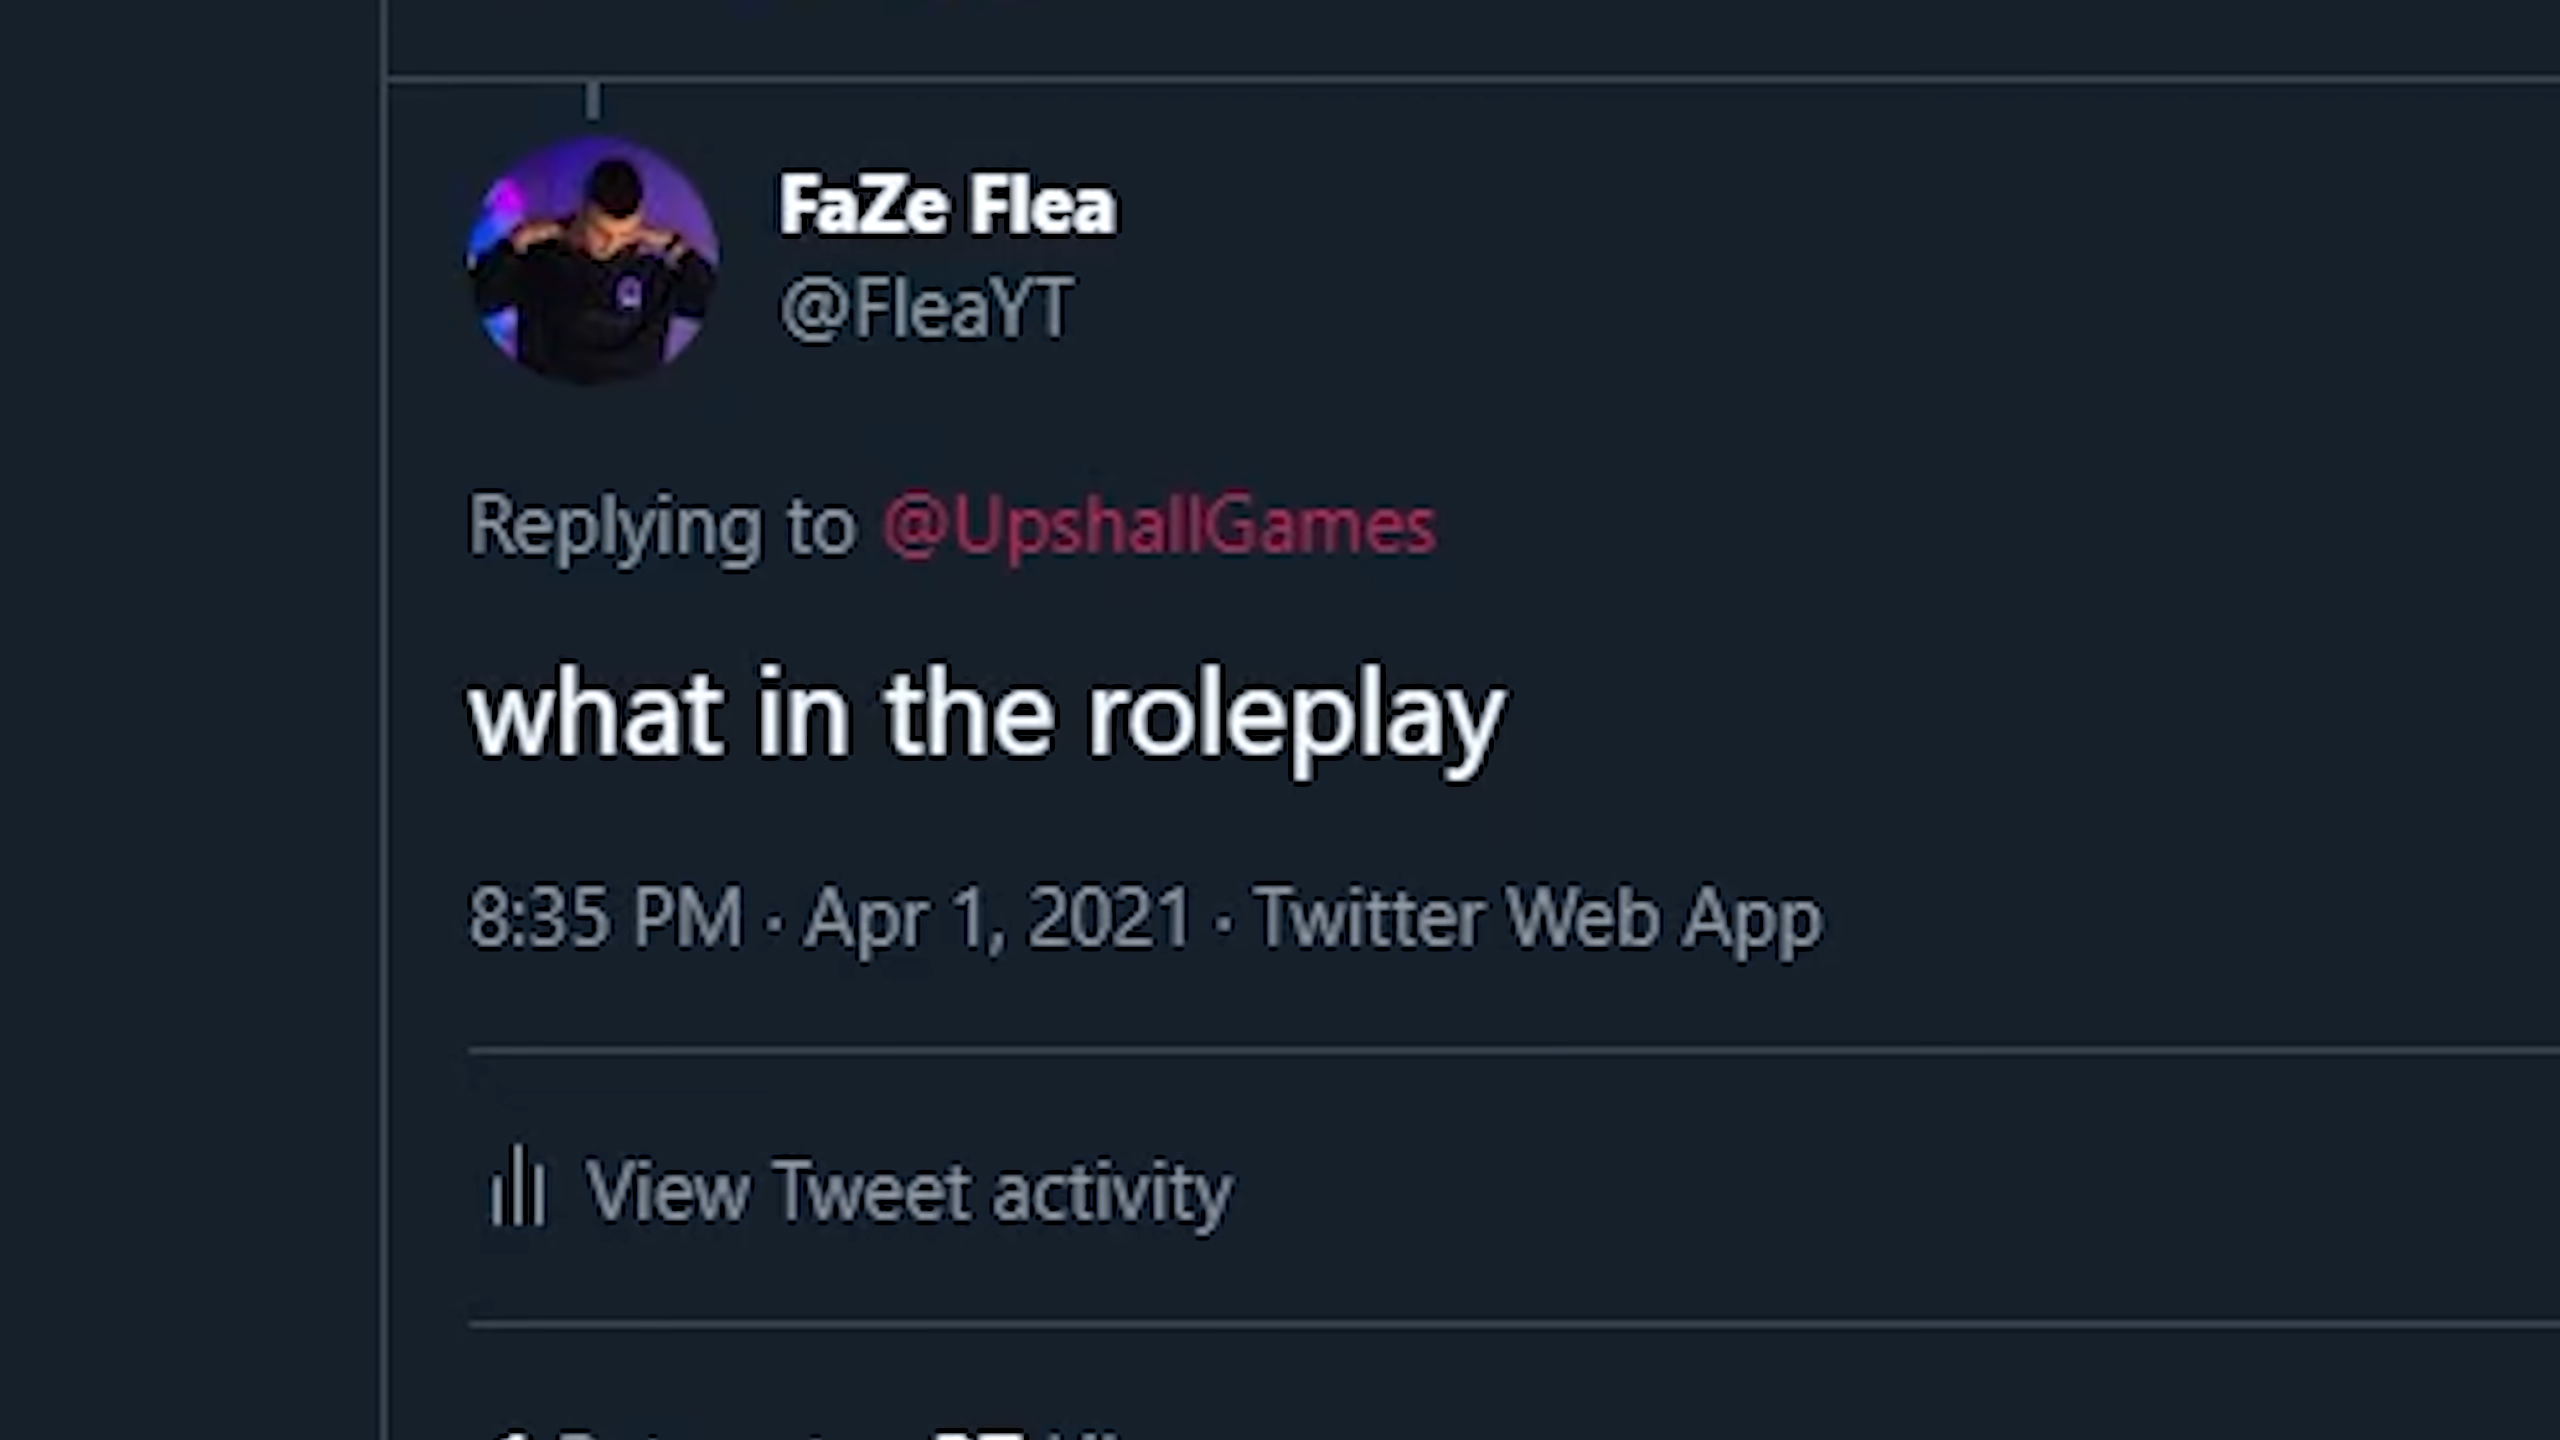 FaZe Flea
@FleaYT
Replying to @UpshallGames
what in the roleplay
8:35 PM · Apr 1, 2021 · Twitter Web App
View Tweet activity